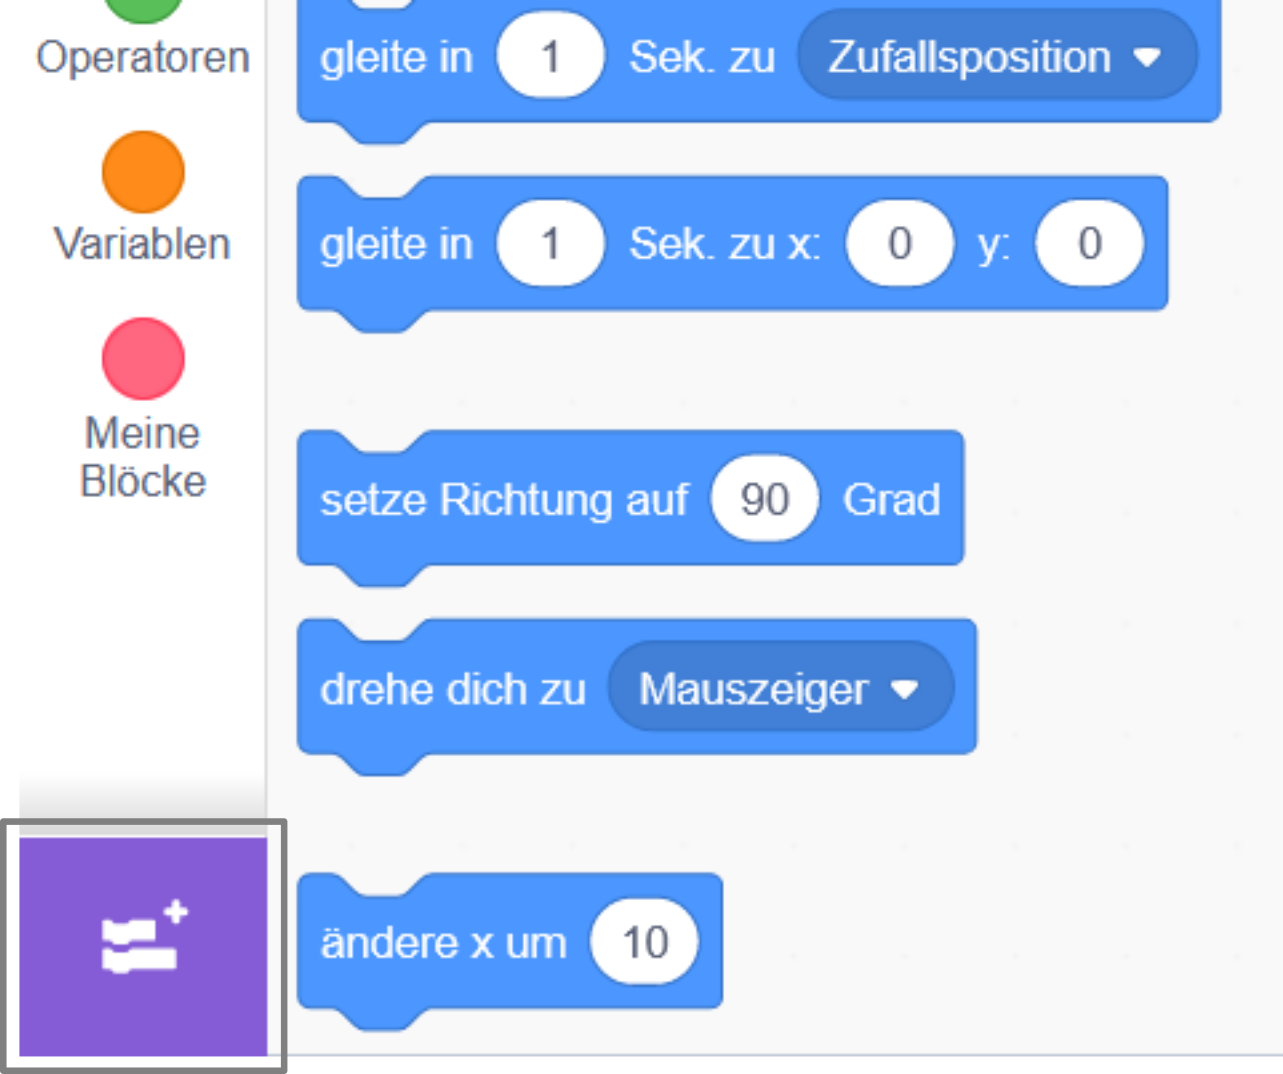 Operatoren
Variablen
Meine
Blöcke
gleite in 1 Sek. zu Zufallsposition
gleite in 1 Sek. zu x: 0 y: 0
setze Richtung auf 90 Grad
drehe dich zu Mauszeiger
ändere x um 10